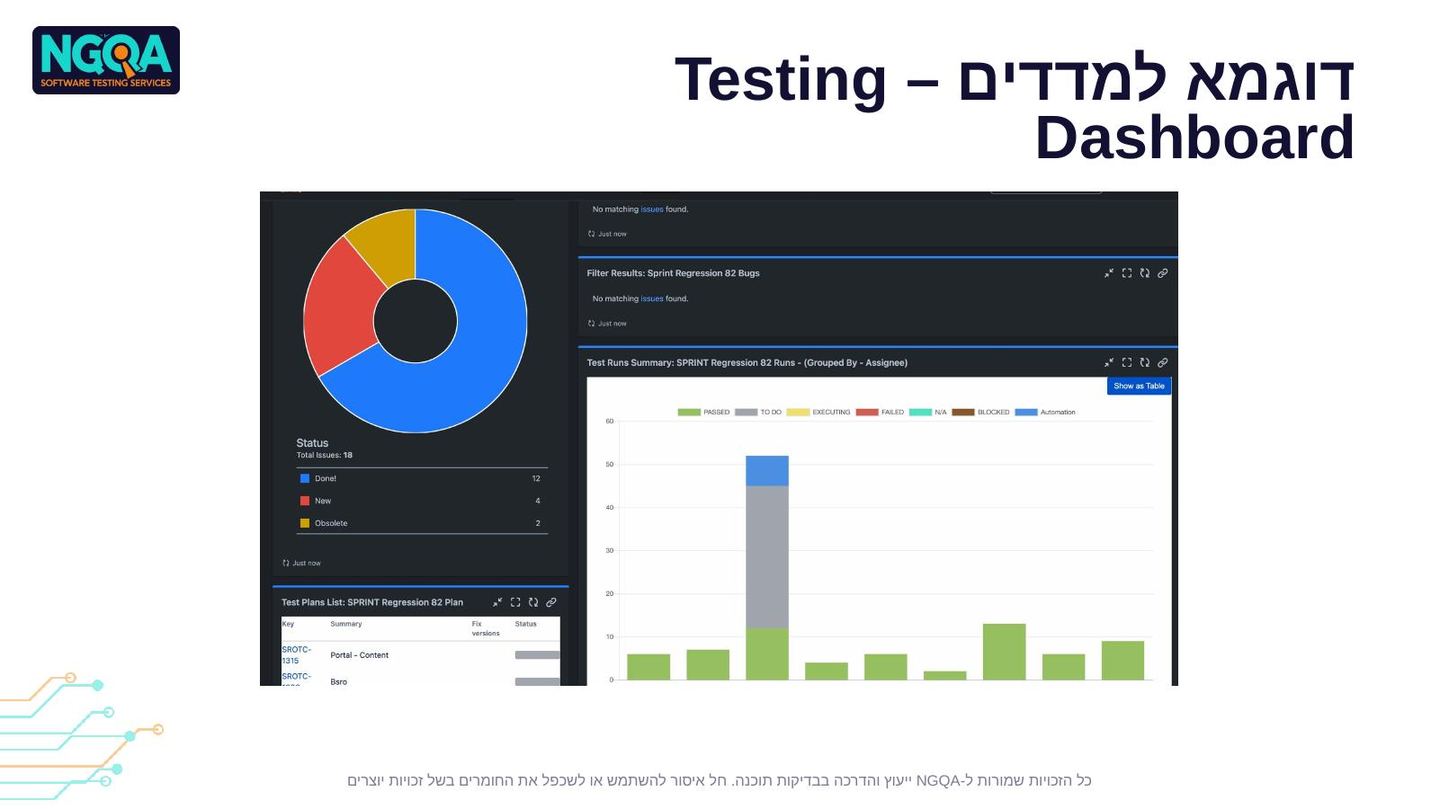 NGQA
SOFTWARE TESTING SERVICES
דוגמא למדדים – Testing
Dashboard
Status
Total Issues: 18
Done! 12
New 4
Obsolete 2
Just now
Test Plans List: SPRINT Regression 82 Plan
Key Summary Fix versions Status
SROTC-1315 Portal - Content
Bsro
No matching issues found.
Just now
Filter Results: Sprint Regression 82 Bugs
No matching issues found.
Just now
Test Runs Summary: SPRINT Regression 82 Runs - (Grouped By - Assignee)
Show as Table
PASSED TO DO EXECUTING FAILED N/A BLOCKED Automation
60
50
40
30
20
10
0
כל הזכויות שמורות ל-NGQA ייעוץ והדרכה בבדיקות תוכנה. חל איסור להשתמש או לשכפל את החומרים בשל זכויות יוצרים